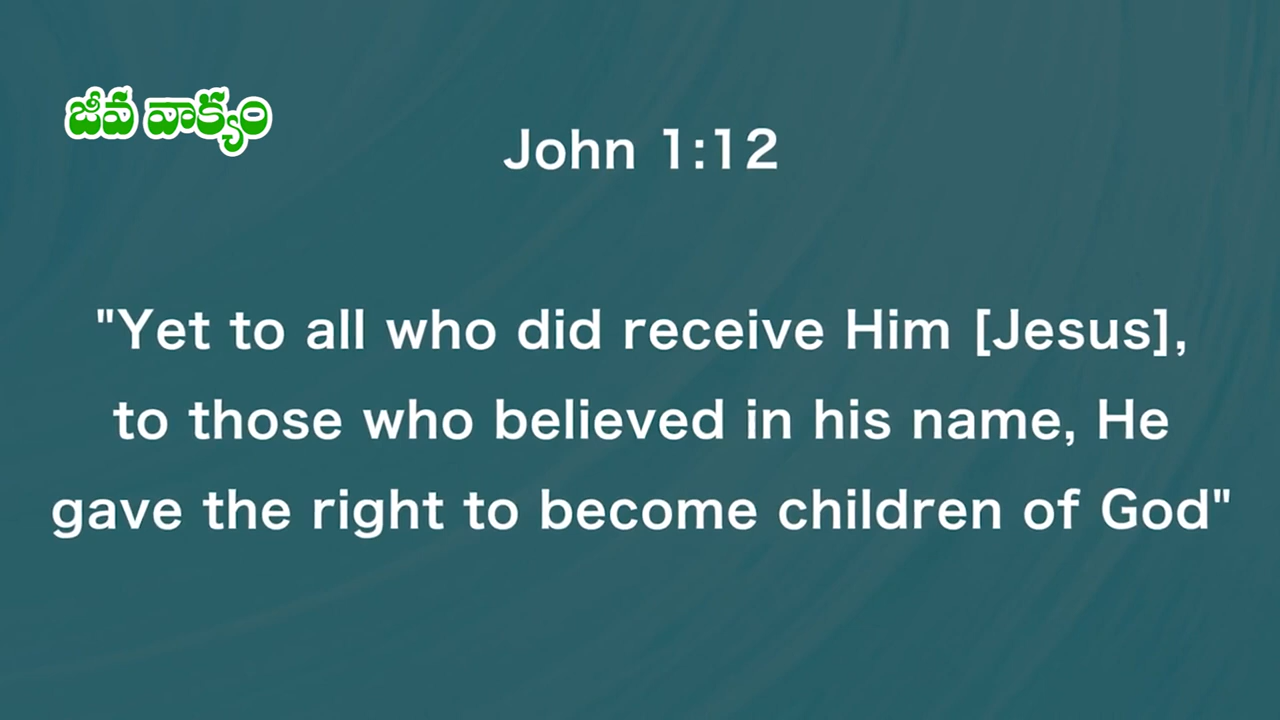 జీవ వాక్యం
John 1:12
"Yet to all who did receive Him [Jesus],
to those who believed in his name, He
gave the right to become children of God"